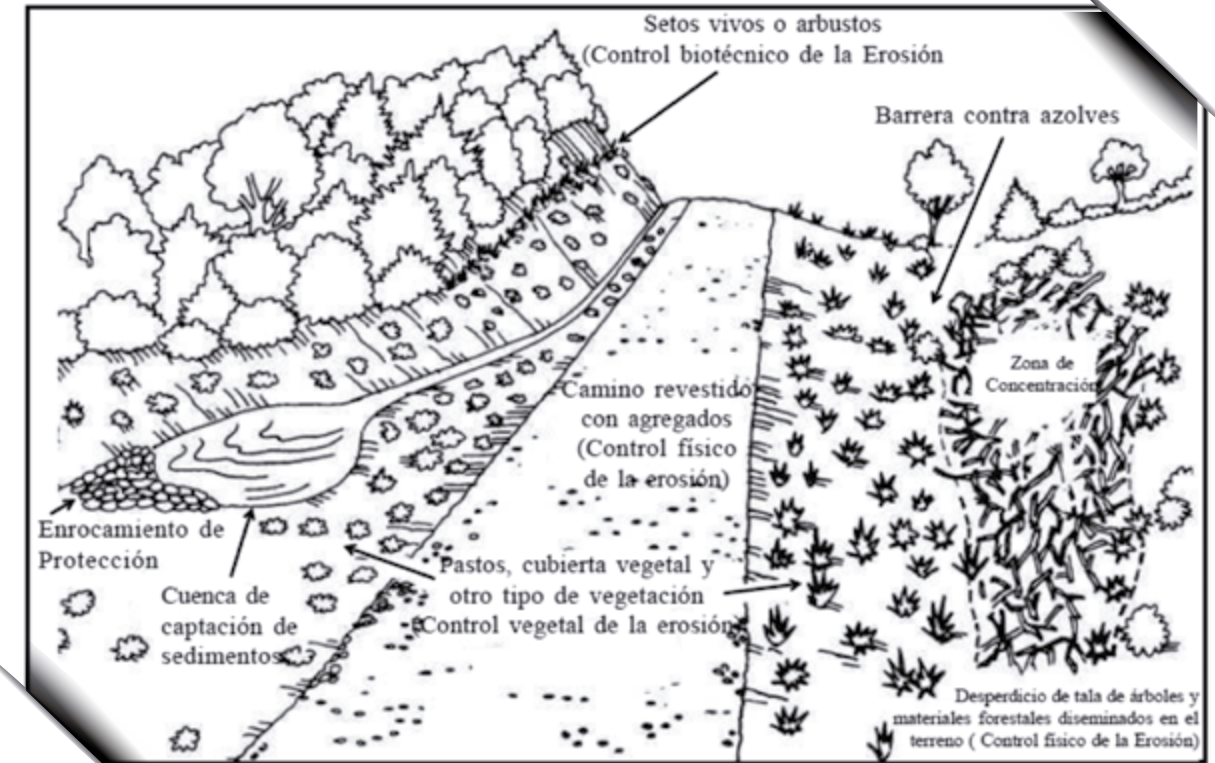 Setos vivos o arbustos
(Control biotécnico de la Erosión
Barrera contra azolves
Zona de
Concentración
Camino revestido
con agregados
(Control físico
de la erosión)
Enrocamiento de
Protección
Cuenca de
captación de
sedimentos
Pastos, cubierta vegetal y
otro tipo de vegetación
(Control vegetal de la erosión)
Desperdicio de tala de árboles y
materiales forestales diseminados en el
terreno ( Control físico de la Erosión)